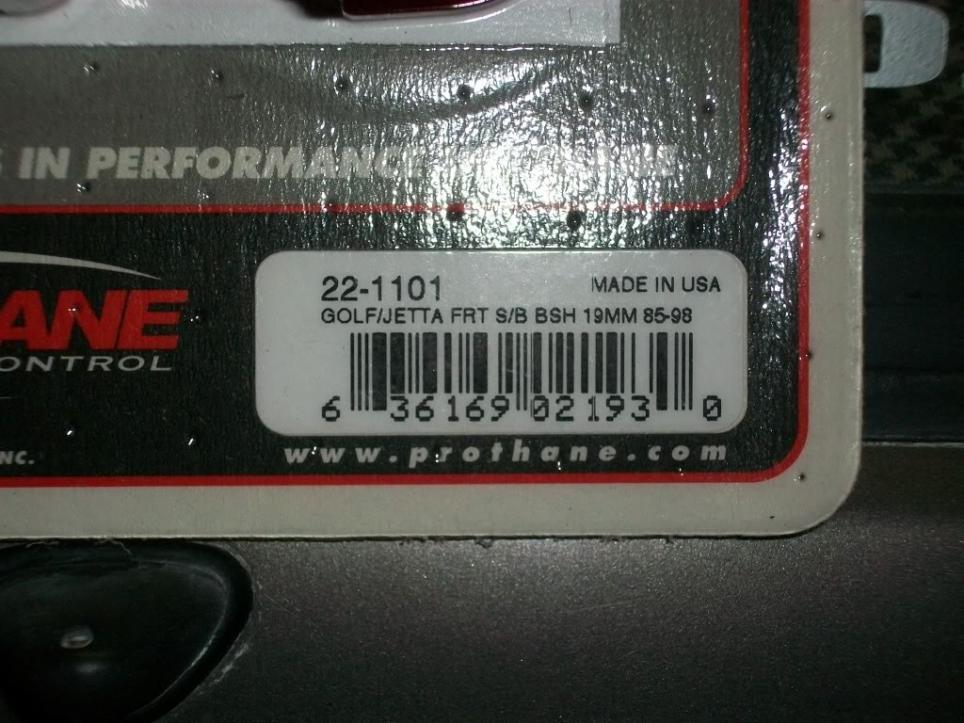 IN PERFORMANCE
22-1101
MADE IN USA
GOLF/JETTA FRT S/B BSH 19MM 85-98
ANE
ONTROL
6 36169 02193 0
NC.
www.prothane.com